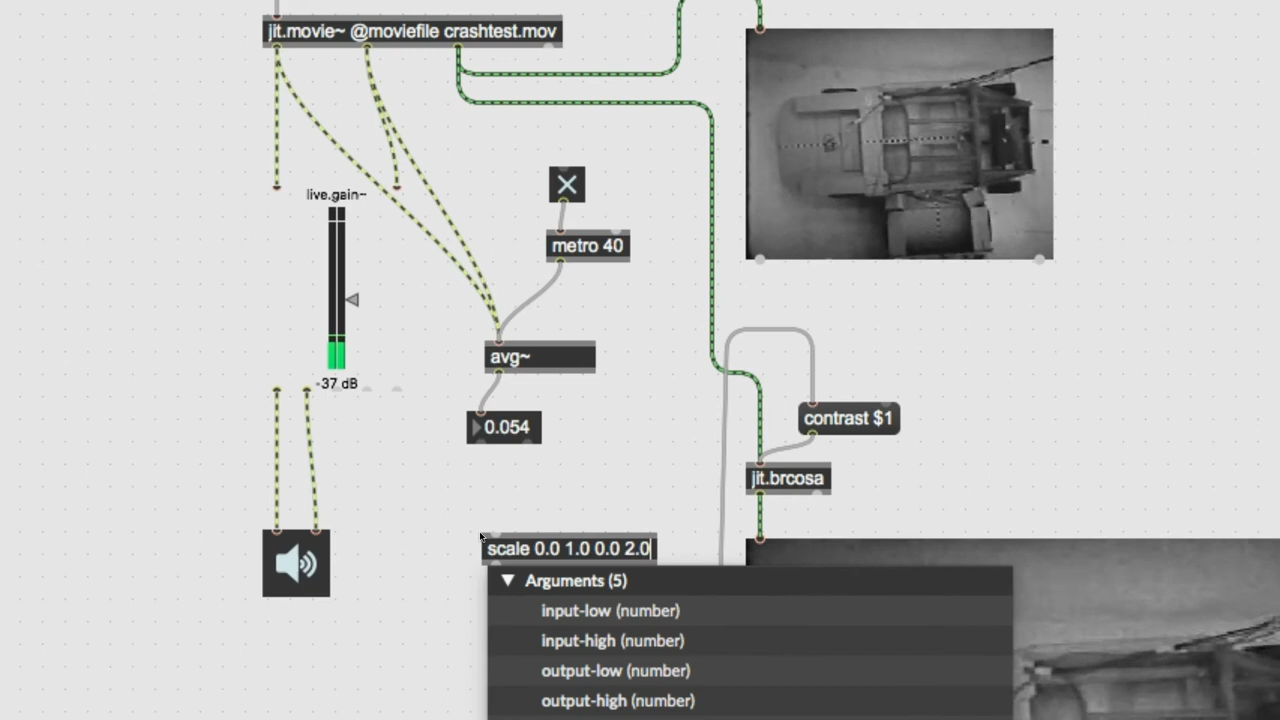 jit.movie~ @moviefile crashtest.mov
live.gain~
metro 40
avg~
-37 dB
0.054
contrast $1
jit.brcosa
scale 0.0 1.0 0.0 2.0
▼ Arguments (5)
input-low (number)
input-high (number)
output-low (number)
output-high (number)